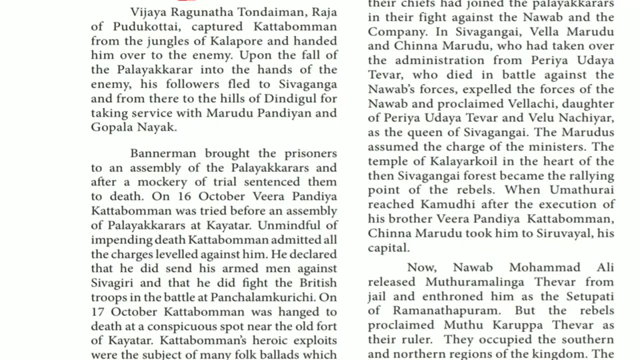 Vijaya Ragunatha Tondaiman, Raja
of Pudukottai, captured Kattabomman
from the jungles of Kalapore and handed
him over to the enemy. Upon the fall of
the Palayakkarar into the hands of the
enemy, his followers fled to Sivaganga
and from there to the hills of Dindigul for
taking service with Marudu Pandiyan and
Gopala Nayak.
Bannerman brought the prisoners
to an assembly of the Palayakkarars and
after a mockery of trial sentenced them
to death. On 16 October Veera Pandiya
Kattabomman was tried before an assembly
of Palayakkarars at Kayatar. Unmindful of
impending death Kattabomman admitted all
the charges levelled against him. He declared
that he did send his armed men against
Sivagiri and that he did fight the British
troops in the battle at Panchalamkurichi. On
17 October Kattabomman was hanged to
death at a conspicuous spot near the old fort
of Kayatar. Kattabomman's heroic exploits
were the subject of many folk ballads which
their chiefs had joined the palayakkarars
in their fight against the Nawab and the
Company. In Sivagangai, Vella Marudu
and Chinna Marudu, who had taken over
the administration from Periya Udaya
Tevar, who died in battle against the
Nawab's forces, expelled the forces of the
Nawab and proclaimed Vellachi, daughter
of Periya Udaya Tevar and Velu Nachiyar,
as the queen of Sivagangai. The Marudus
assumed the charge of the ministers. The
temple of Kalayarkoil in the heart of the
then Sivagangai forest became the rallying
point of the rebels. When Umathurai
reached Kamudhi after the execution of
his brother Veera Pandiya Kattabomman,
Chinna Marudu took him to Siruvayal, his
capital.
Now, Nawab Mohammad Ali
released Muthuramalinga Thevar from
jail and enthroned him as the Setupati
of Ramanathapuram. But the rebels
proclaimed Muthu Karuppa Thevar as
their ruler. They occupied the southern
and northern regions of the kingdom. The